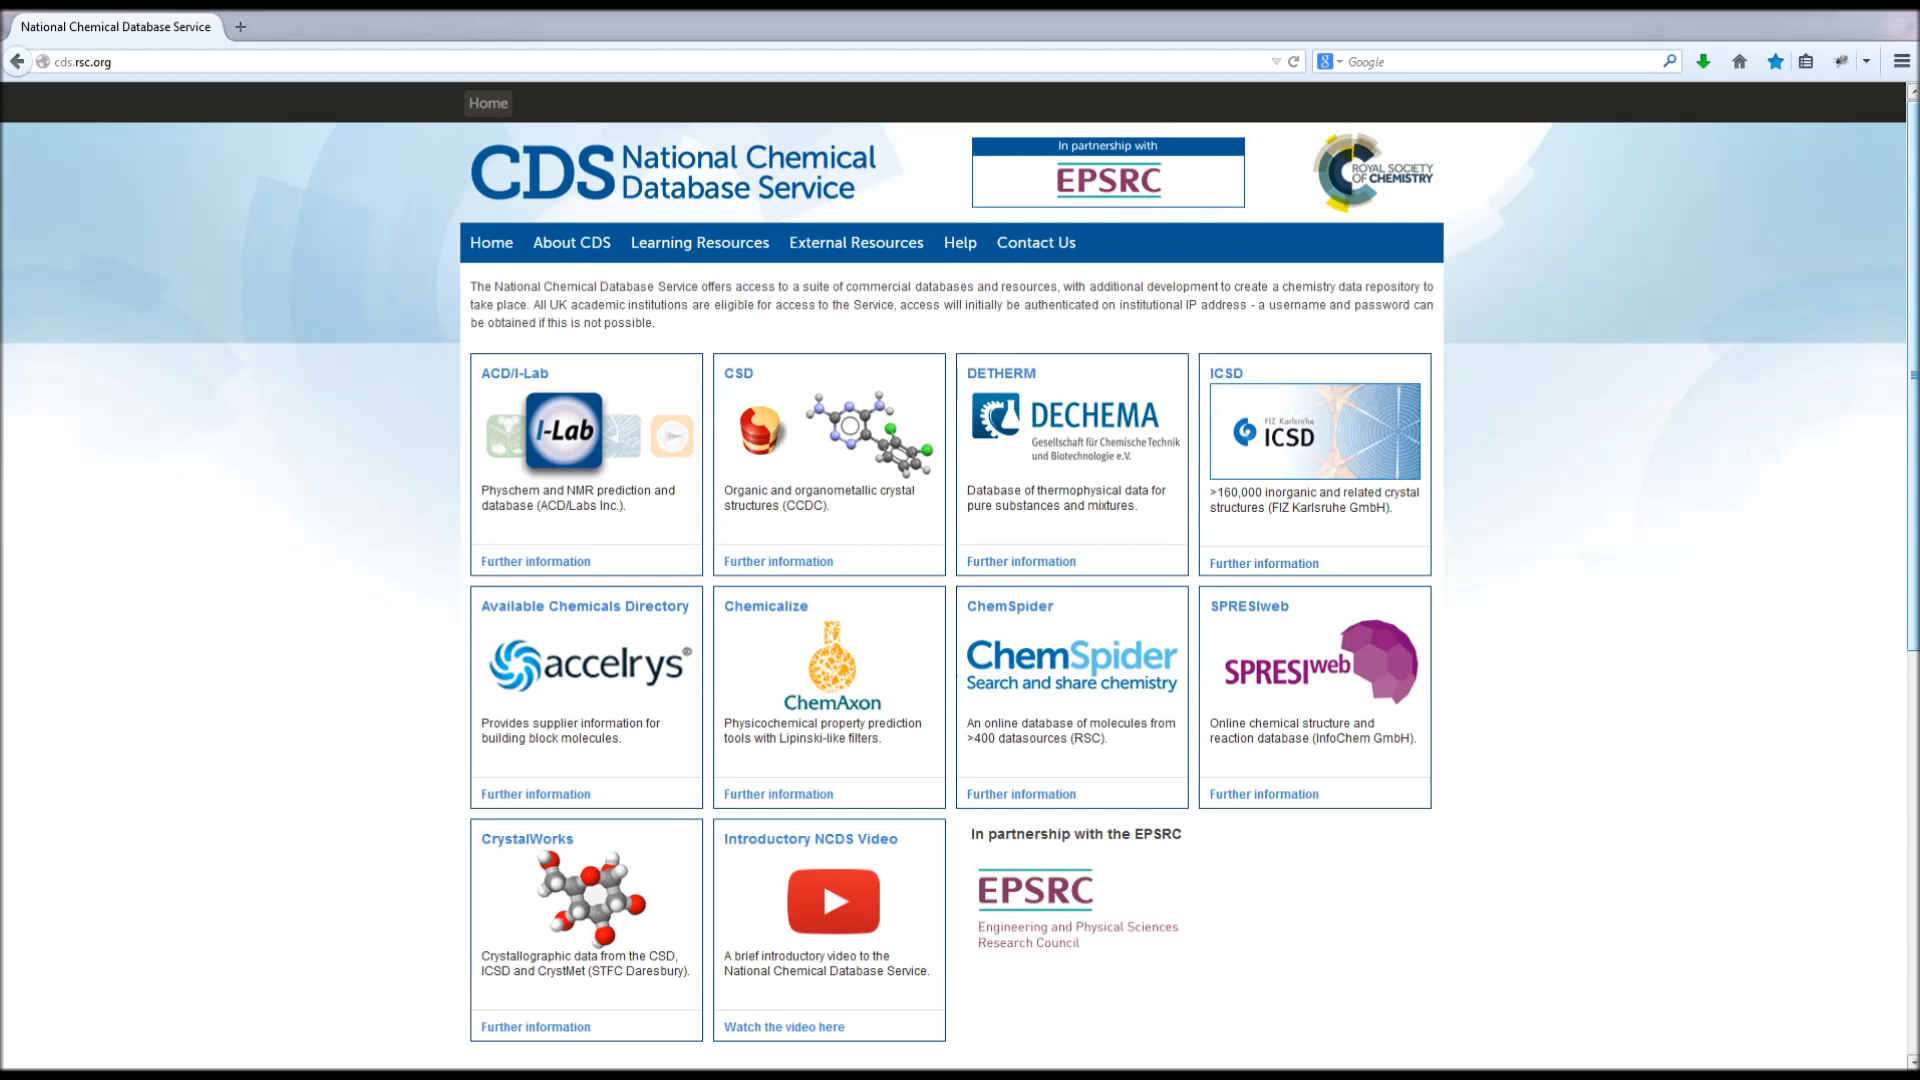 National Chemical Database Service
cds.rsc.org
Google
Home
CDS National Chemical
Database Service
In partnership with
EPSRC
ROYAL SOCIETY
OF CHEMISTRY
Home About CDS Learning Resources External Resources Help Contact Us
The National Chemical Database Service offers access to a suite of commercial databases and resources, with additional development to create a chemistry data repository to
take place. All UK academic institutions are eligible for access to the Service, access will initially be authenticated on institutional IP address - a username and password can
be obtained if this is not possible.
ACD/I-Lab
I-Lab
Physchem and NMR prediction and
database (ACD/Labs Inc.).
Further information
CSD
Organic and organometallic crystal
structures (CCDC).
Further information
DETHERM
DECHEMA
Gesellschaft für Chemische Technik
und Biotechnologie e.V.
Database of thermophysical data for
pure substances and mixtures.
Further information
ICSD
FIZ Karlsruhe
ICSD
>160,000 inorganic and related crystal
structures (FIZ Karlsruhe GmbH).
Further information
Available Chemicals Directory
accelrys®
Provides supplier information for
building block molecules.
Further information
Chemicalize
ChemAxon
Physicochemical property prediction
tools with Lipinski-like filters.
Further information
ChemSpider
ChemSpider
Search and share chemistry
An online database of molecules from
>400 datasources (RSC).
Further information
SPRESIweb
SPRESIweb
Online chemical structure and
reaction database (InfoChem GmbH).
Further information
CrystalWorks
Crystallographic data from the CSD,
ICSD and CrystMet (STFC Daresbury).
Further information
Introductory NCDS Video
A brief introductory video to the
National Chemical Database Service.
Watch the video here
In partnership with the EPSRC
EPSRC
Engineering and Physical Sciences
Research Council